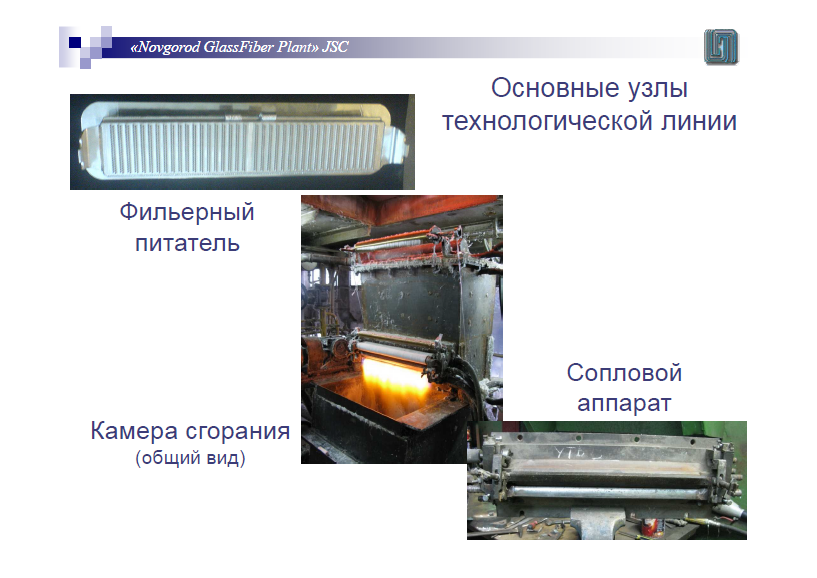 «Novgorod GlassFiber Plant» JSC
Основные узлы
технологической линии
Фильерный
питатель
Сопловой
аппарат
Камера сгорания
(общий вид)